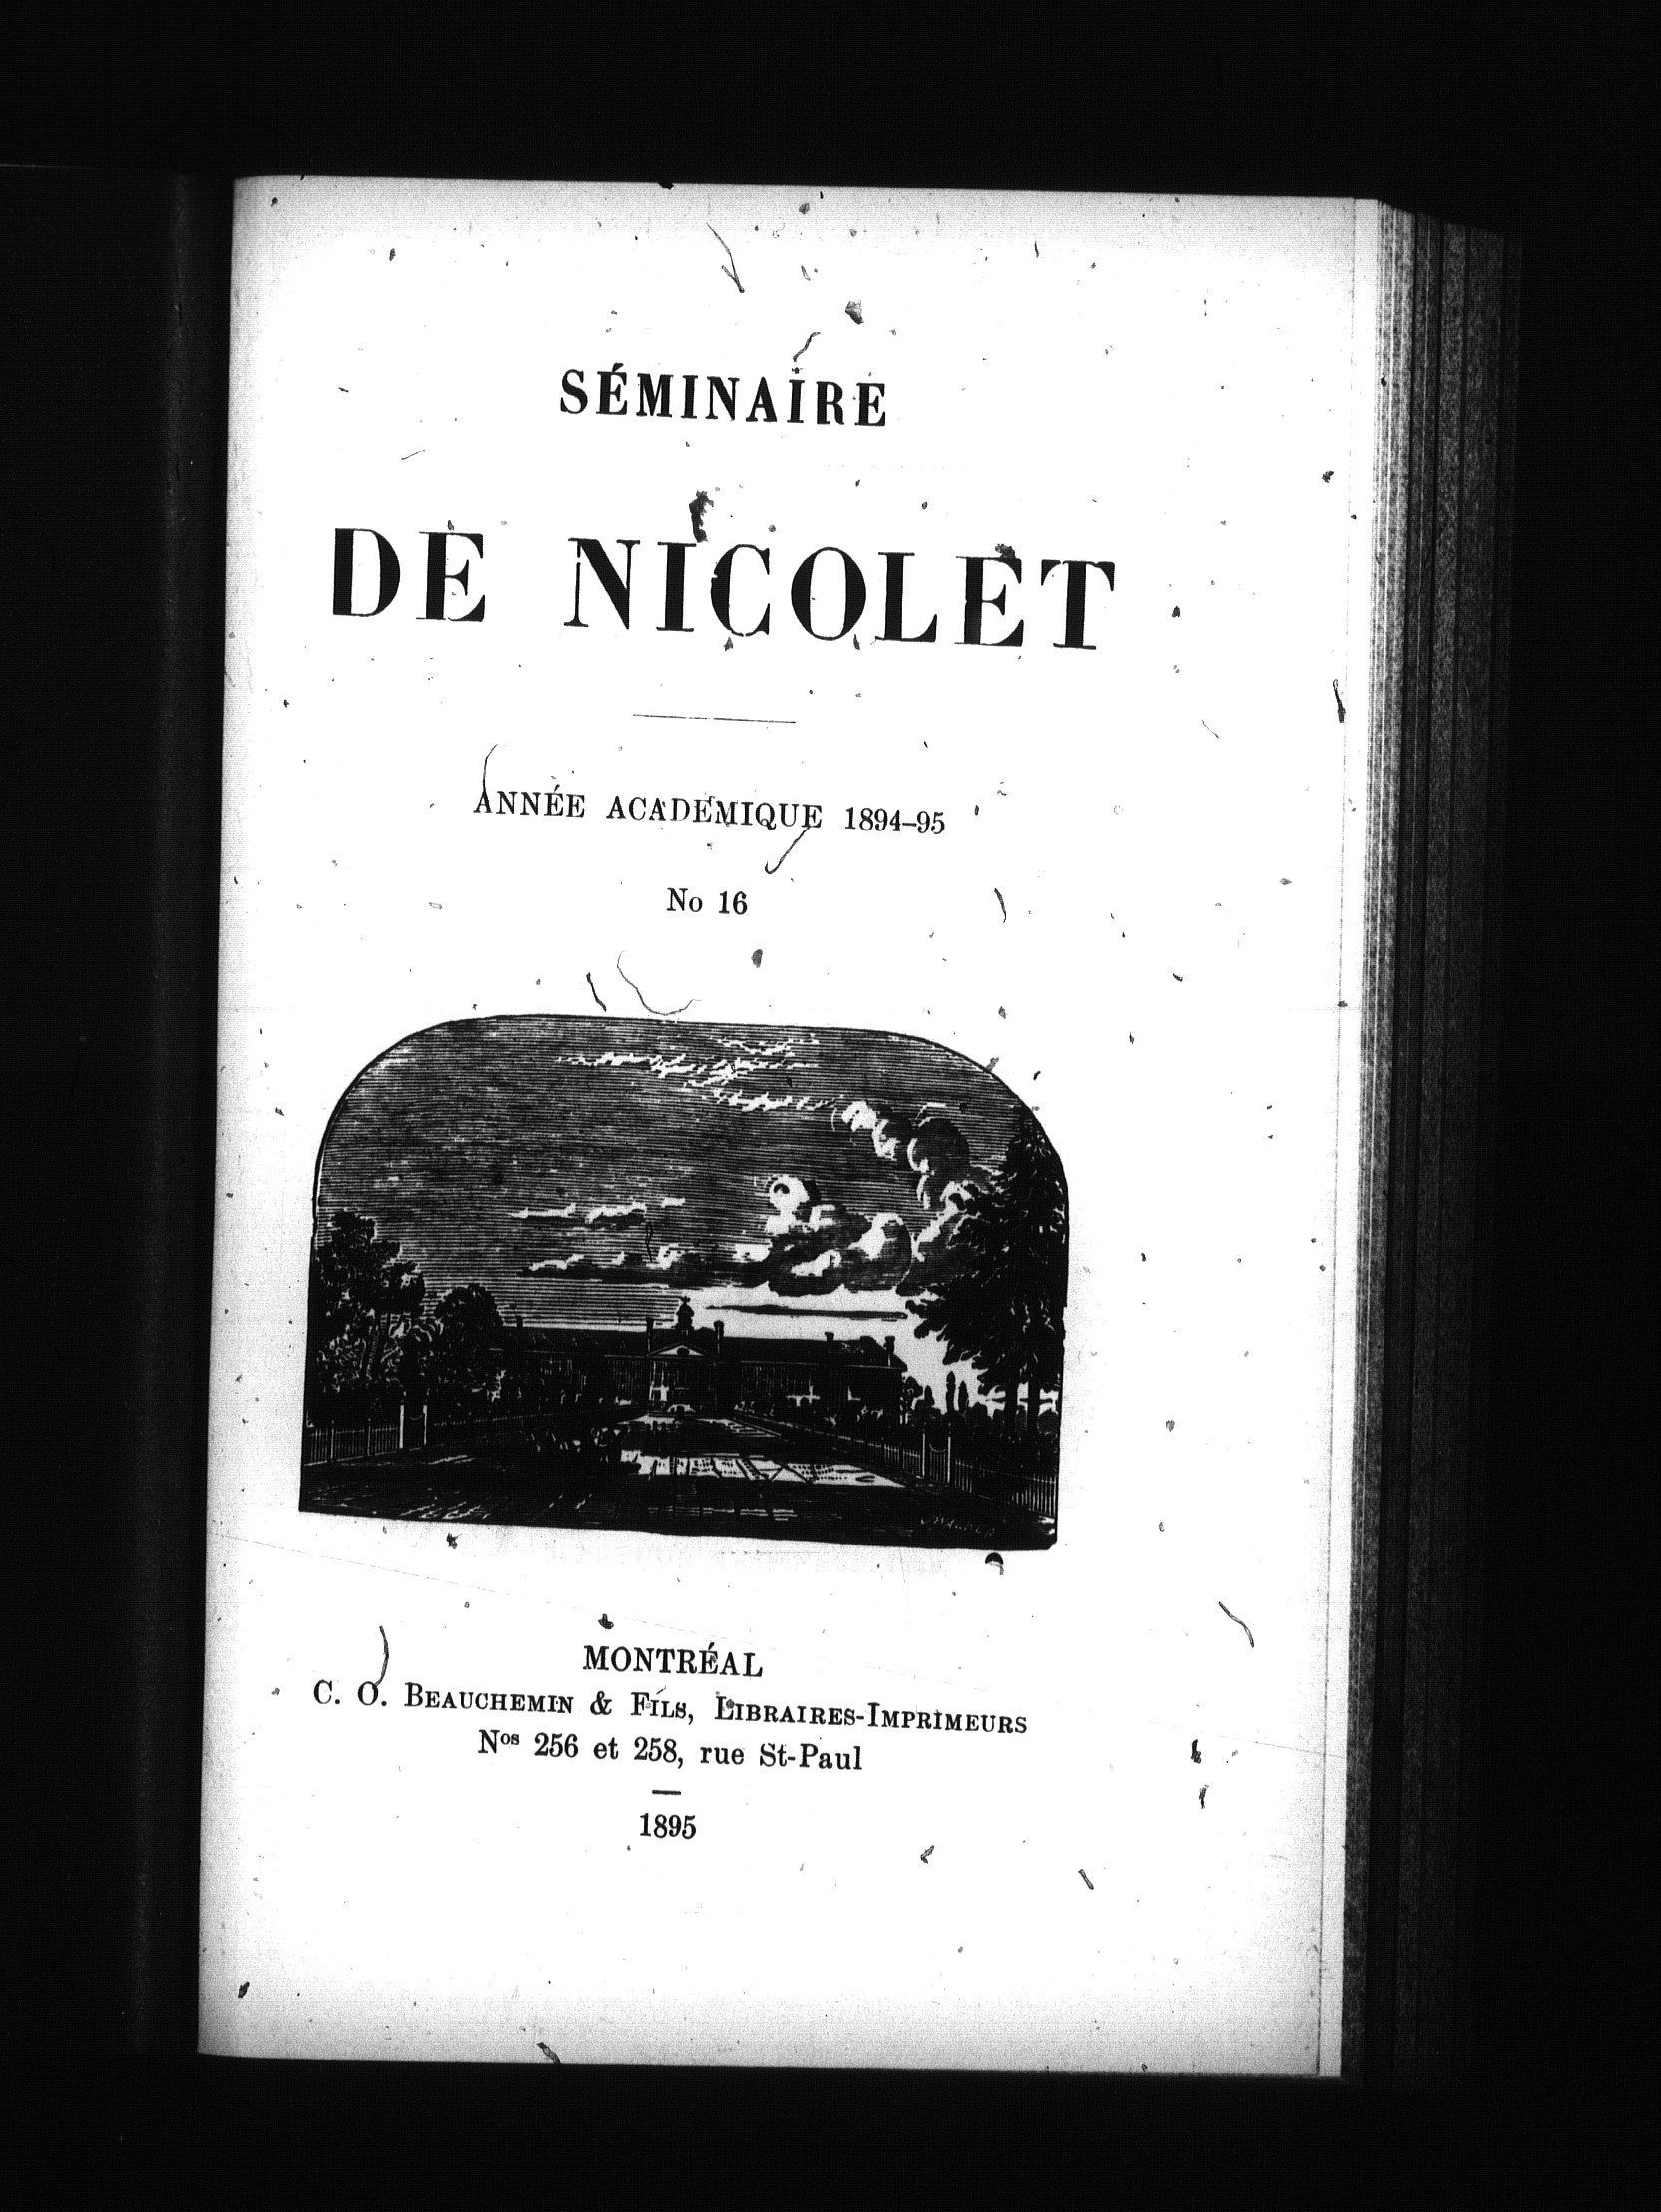 SÉMINAIRE
DE NICOLET
ANNÉE ACADÉMIQUE 1894–95
No 16
MONTRÉAL
C. O. BEAUCHEMIN & FILS, LIBRAIRES-IMPRIMEURS
Nos 256 et 258, rue St-Paul
1895